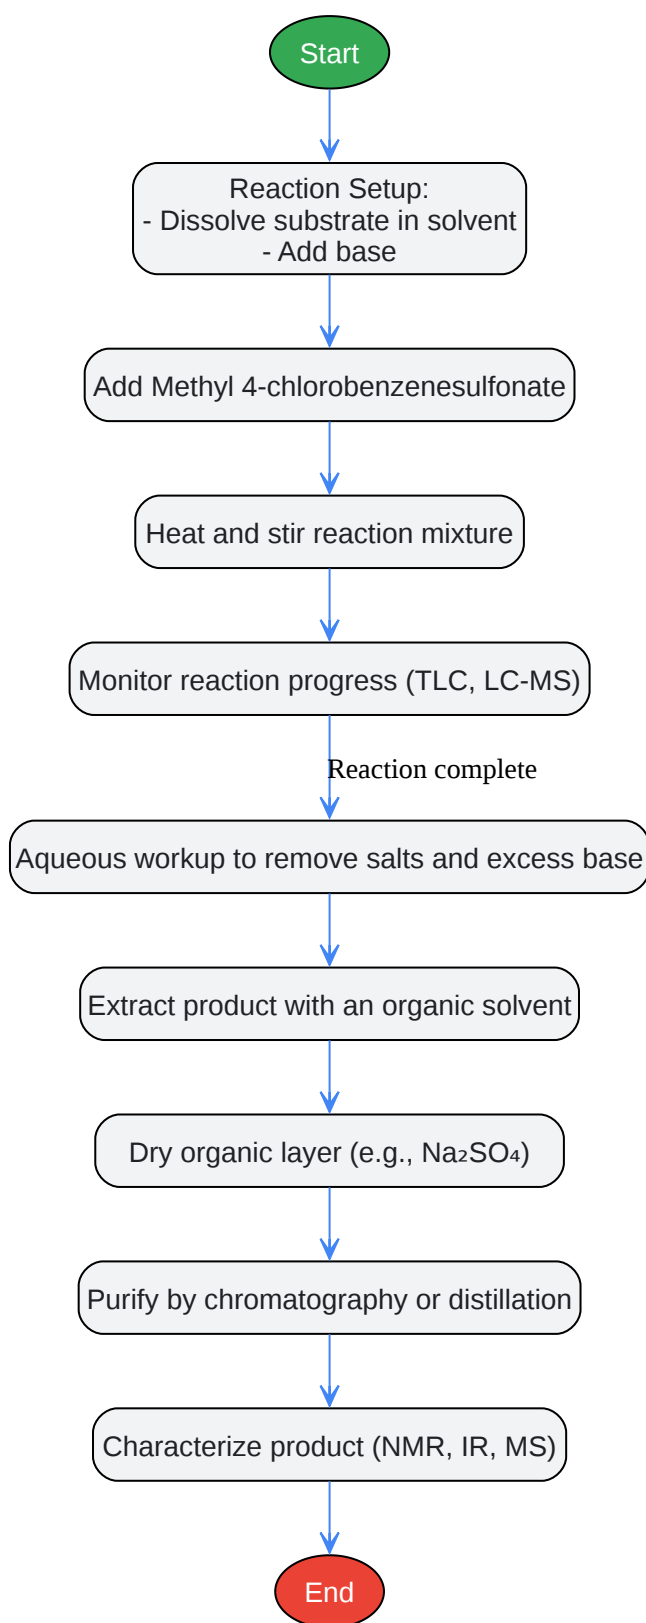 Start
Reaction Setup:
- Dissolve substrate in solvent
- Add base
Add Methyl 4-chlorobenzenesulfonate
Heat and stir reaction mixture
Monitor reaction progress (TLC, LC-MS)
Reaction complete
Aqueous workup to remove salts and excess base
Extract product with an organic solvent
Dry organic layer (e.g., Na₂SO₄)
Purify by chromatography or distillation
Characterize product (NMR, IR, MS)
End